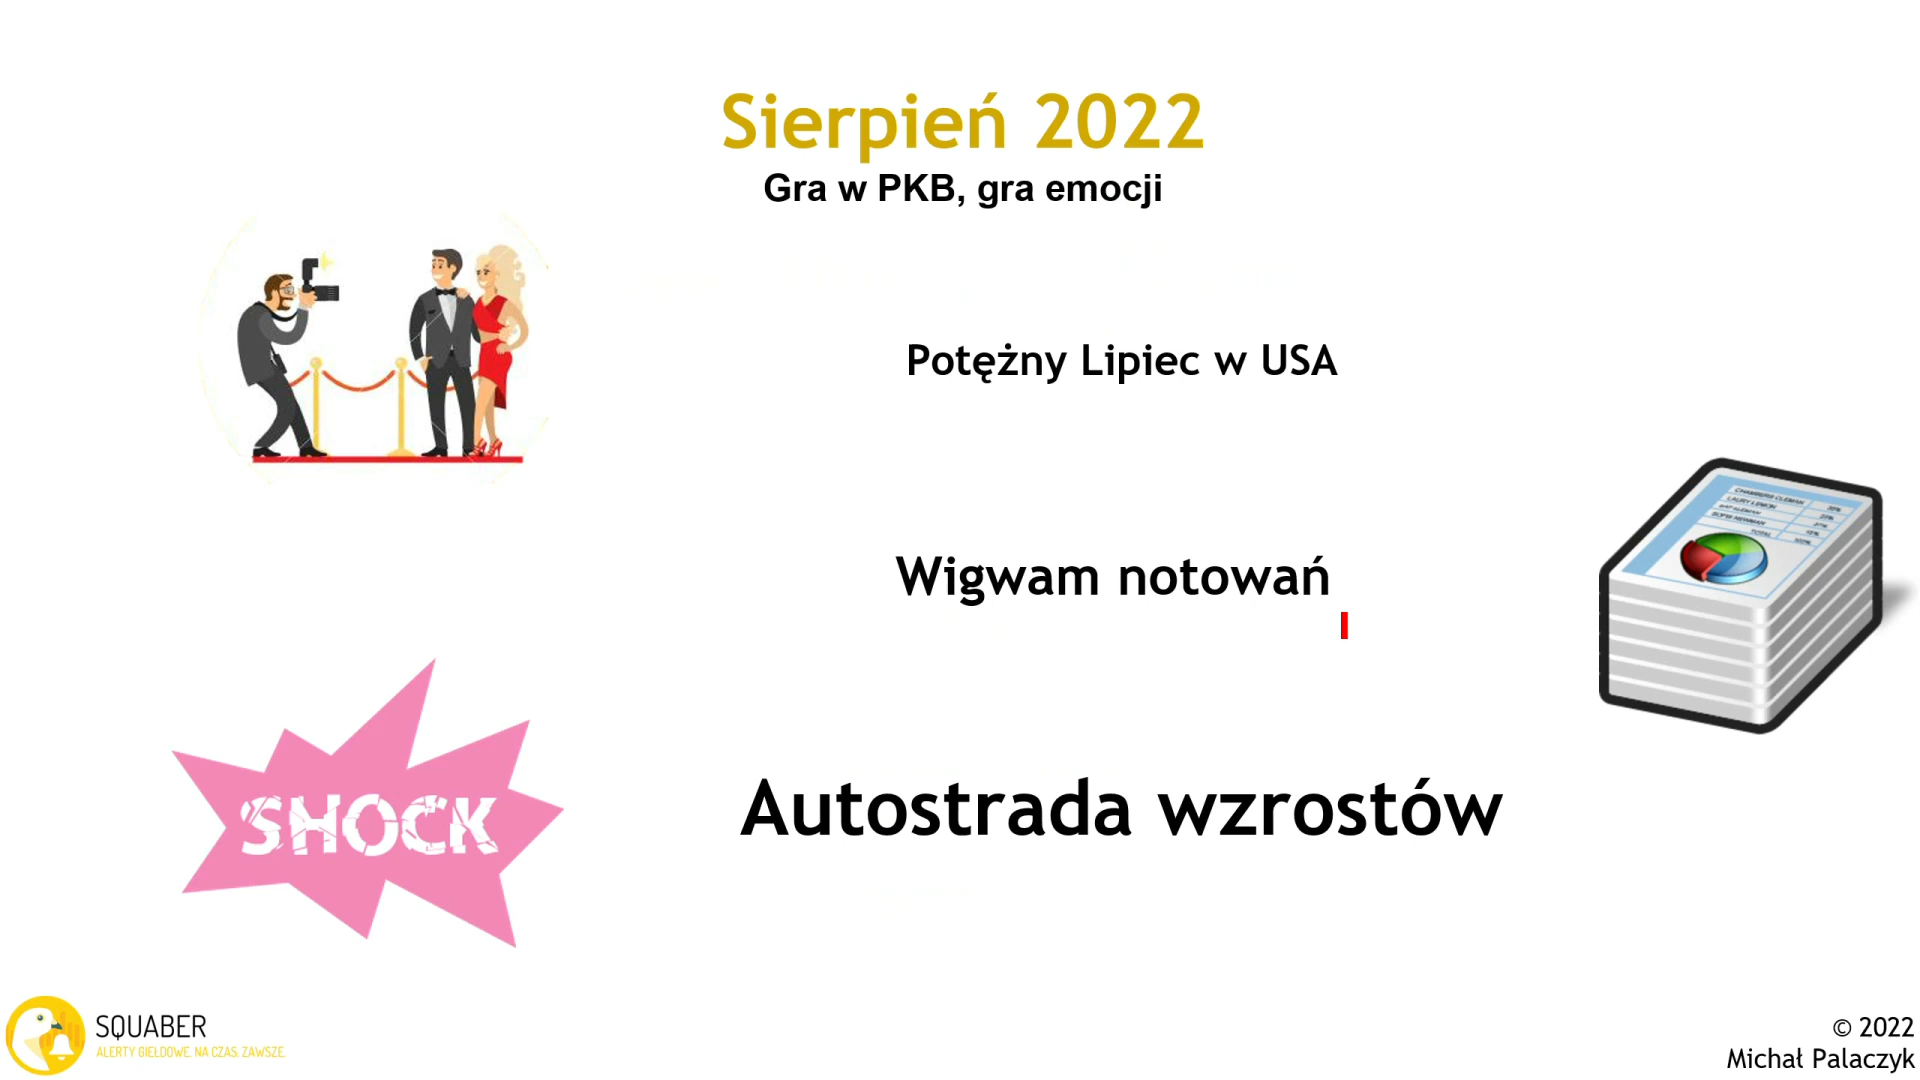 Sierpień 2022
Gra w PKB, gra emocji
Potężny Lipiec w USA
Wigwam notowań
Autostrada wzrostów
SHOCK
TOTAL
SQUABER
ALERTY GIEŁDOWE. NA CZAS. ZAWSZE.
© 2022
Michał Palaczyk